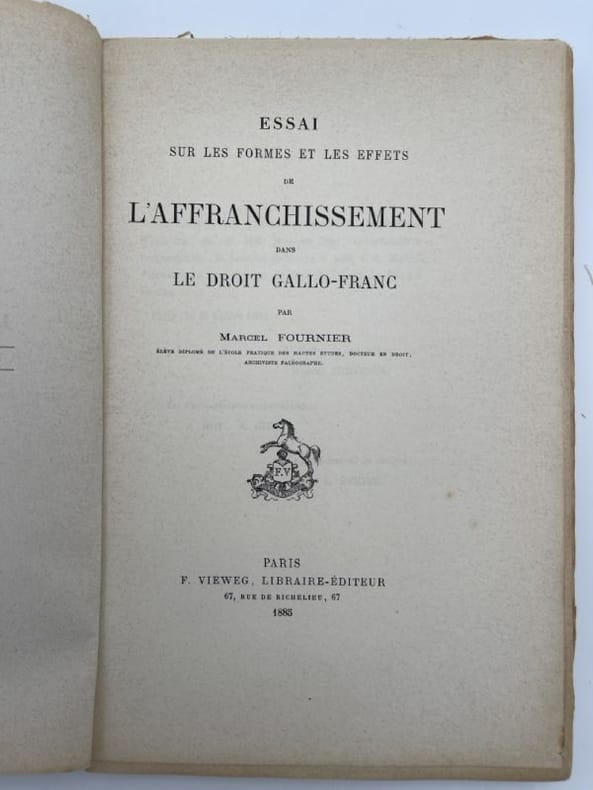 ESSAI
SUR LES FORMES ET LES EFFETS
DE
L'AFFRANCHISSEMENT
DANS
LE DROIT GALLO-FRANC
PAR
MARCEL FOURNIER
ÉLÈVE DIPLOMÉ DE L'ÉCOLE PRATIQUE DES HAUTES ÉTUDES, DOCTEUR EN DROIT,
ARCHIVISTE PALÉOGRAPHE.
F.V
PARIS
F. VIEWEG, LIBRAIRE-ÉDITEUR
67, RUE DE RICHELIEU, 67
1885